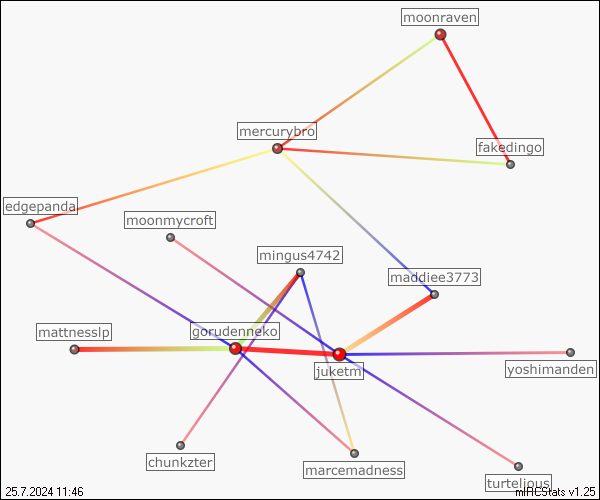 moonraven
mercurybro
fakedingo
edgepanda
moonmycroft
mingus4742
maddiee3773
gorudenneko
mattnesslp
juketm
yoshimanden
chunkzter
marcemadness
turtelious
25.7.2024 11:46
mIRCStats v1.25